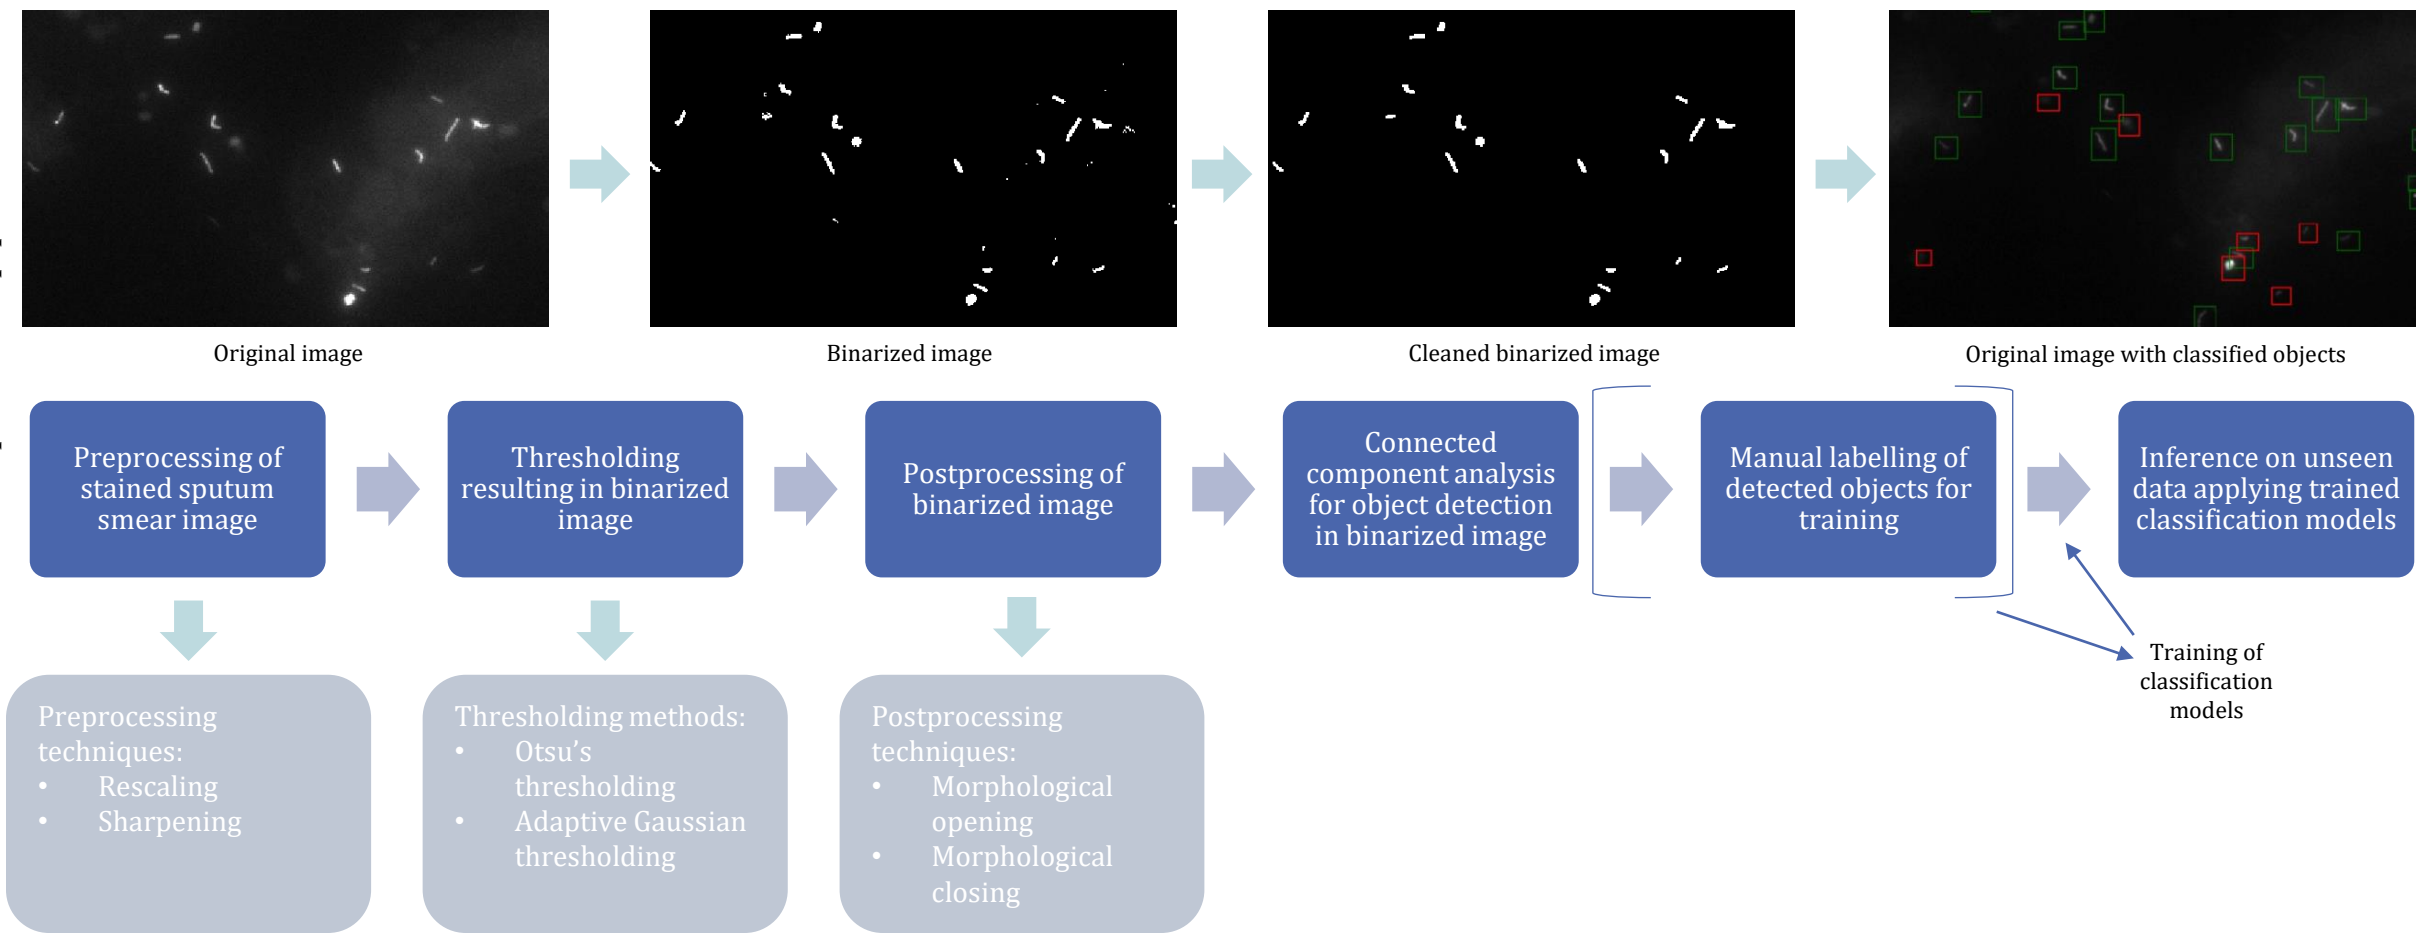 Original image
Binarized image
Cleaned binarized image
Original image with classified objects
Preprocessing of
stained sputum
smear image
Thresholding
resulting in binarized
image
Postprocessing of
binarized image
Connected
component analysis
for object detection
in binarized image
Manual labelling of
detected objects for
training
Inference on unseen
data applying trained
classification models
Training of
classification
models
Preprocessing
techniques:
• Rescaling
• Sharpening
Thresholding methods:
• Otsu’s
thresholding
• Adaptive Gaussian
thresholding
Postprocessing
techniques:
• Morphological
opening
• Morphological
closing